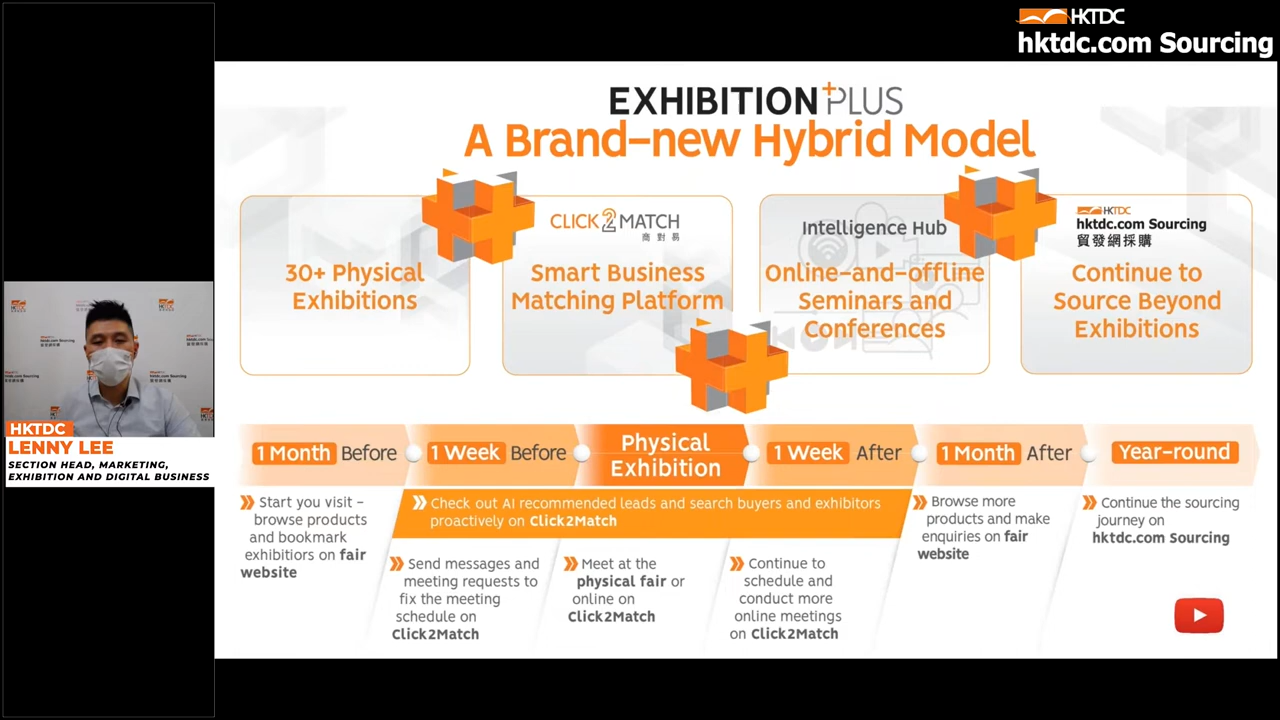 HKTDC
hktdc.com Sourcing
EXHIBITION +PLUS
A Brand-new Hybrid Model
30+ Physical
Exhibitions
CLICK2MATCH
商對易
Smart Business
Matching Platform
Intelligence Hub
Online-and-offline
Seminars and
Conferences
HKTDC
hktdc.com Sourcing
貿發網採購
Continue to
Source Beyond
Exhibitions
1 Month Before
1 Week Before
Physical
Exhibition
1 Week After
1 Month After
Year-round
Start you visit –
browse products
and bookmark
exhibitions on fair
website
Check out AI recommended leads and search buyers and exhibitors
proactively on Click2Match
Send messages and
meeting requests to
fix the meeting
schedule on
Click2Match
Meet at the
physical fair or
online on
Click2Match
Continue to
schedule and
conduct more
online meetings
on Click2Match
Browse more
products and make
enquiries on fair
website
Continue the sourcing
journey on
hktdc.com Sourcing
HKTDC
LENNY LEE
SECTION HEAD, MARKETING,
EXHIBITION AND DIGITAL BUSINESS